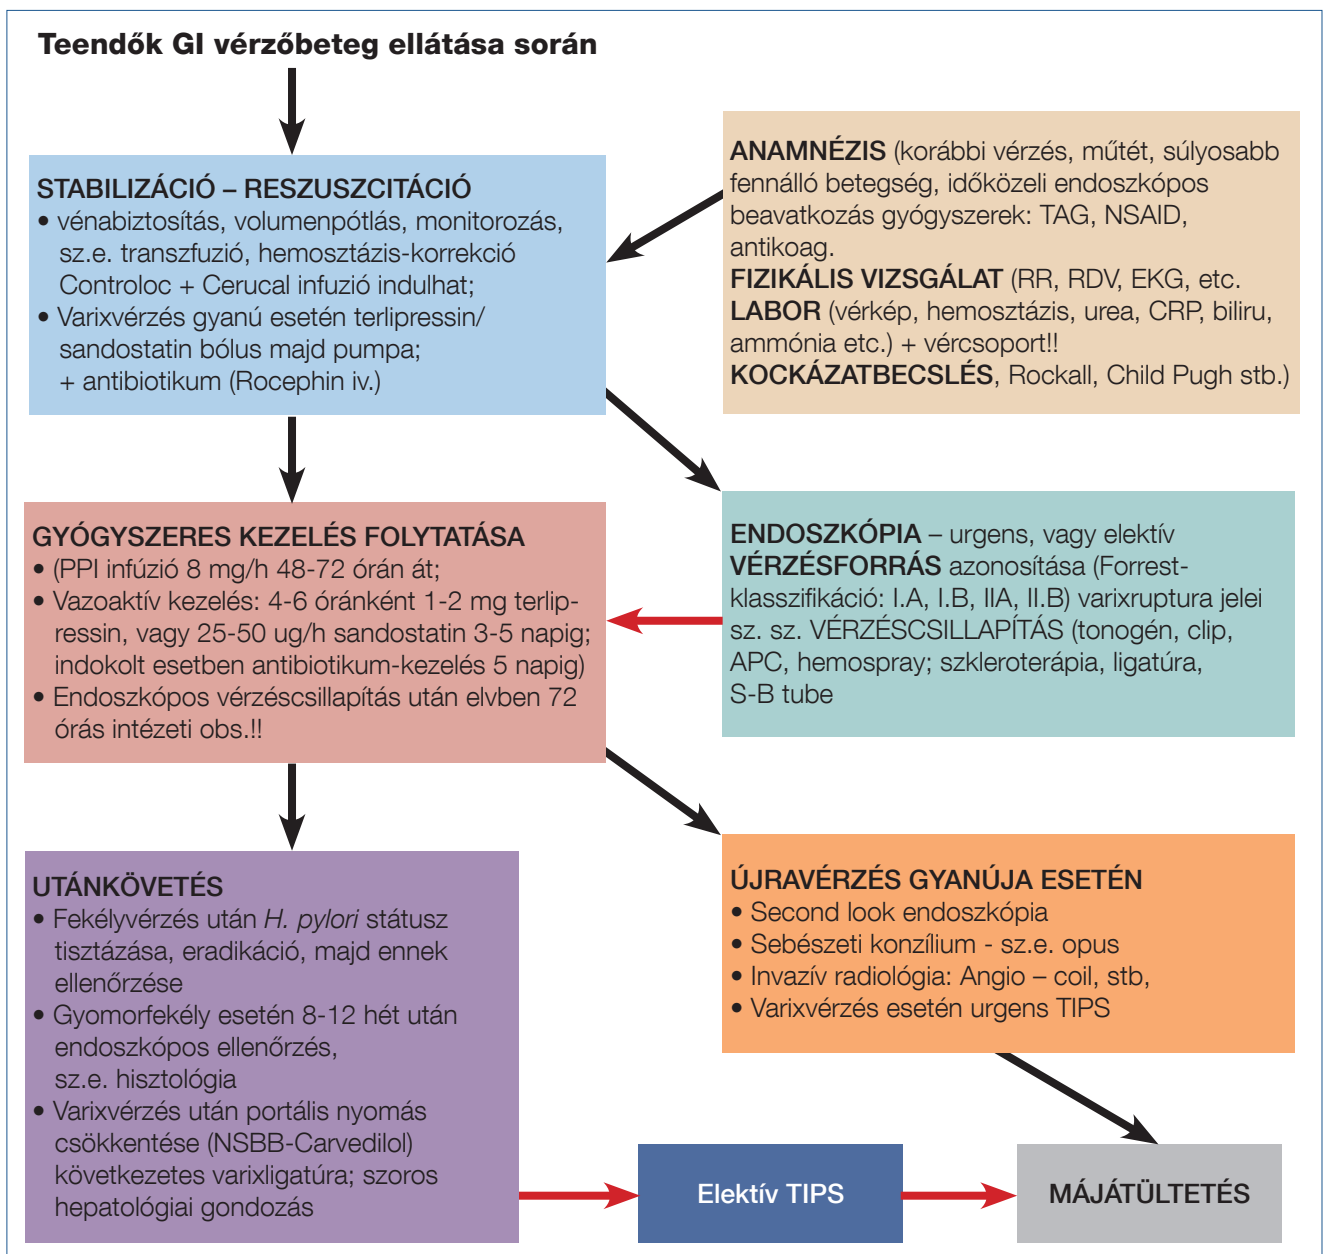 Teendők GI vérzőbeteg ellátása során
STABILIZÁCIÓ – RESZUSZCITÁCIÓ
• vénabiztosítás, volumenpótlás, monitorozás,
sz.e. transzfuzió, hemosztázis-korrekció
Controloc + Cerucal infuzió indulhat;
• Varixvérzés gyanú esetén terlipressin/
sandostatin bólus majd pumpa;
+ antibiotikum (Rocephin iv.)
ANAMNÉZIS (korábbi vérzés, műtét, súlyosabb
fennálló betegség, időközeli endoszkópos
beavatkozás gyógyszerek: TAG, NSAID,
antikoag.
FIZIKÁLIS VIZSGÁLAT (RR, RDV, EKG, etc.
LABOR (vérkép, hemosztázis, urea, CRP, biliru,
ammónia etc.) + vércsoport!!
KOCKÁZATBECSLÉS, Rockall, Child Pugh stb.)
GYÓGYSZERES KEZELÉS FOLYTATÁSA
• (PPI infúzió 8 mg/h 48-72 órán át;
• Vazoaktív kezelés: 4-6 óránként 1-2 mg terlip-
ressin, vagy 25-50 ug/h sandostatin 3-5 napig;
indokolt esetben antibiotikum-kezelés 5 napig)
• Endoszkópos vérzéscsillapítás után elvben 72
órás intézeti obs.!!
ENDOSZKÓPIA – urgens, vagy elektív
VÉRZÉSFORRÁS azonosítása (Forrest-
klasszifikáció: I.A, I.B, IIA, II.B) varixruptura jelei
sz. sz. VÉRZÉSCSILLAPÍTÁS (tonogén, clip,
APC, hemospray; szkleroterápia, ligatúra,
S-B tube
UTÁNKÖVETÉS
• Fekélyvérzés után H. pylori státusz
tisztázása, eradikáció, majd ennek
ellenőrzése
• Gyomorfekély esetén 8-12 hét után
endoszkópos ellenőrzés,
sz.e. hisztológia
• Varixvérzés után portális nyomás
csökkentése (NSBB-Carvedilol)
következetes varixligatúra; szoros
hepatológiai gondozás
ÚJRAVÉRZÉS GYANÚJA ESETÉN
• Second look endoszkópia
• Sebészeti konzílium - sz.e. opus
• Invazív radiológia: Angio – coil, stb,
• Varixvérzés esetén urgens TIPS
Elektív TIPS
MÁJÁTÜLTETÉS